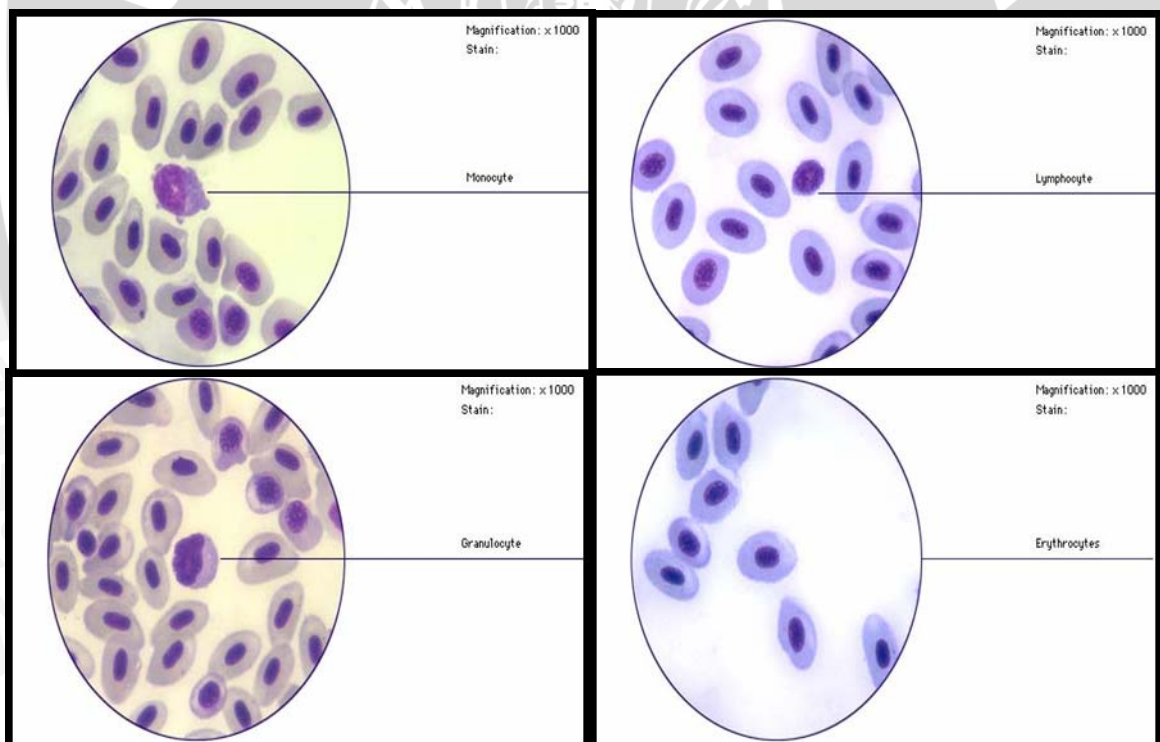 Magnification: x1000
Stain:
Monocyte
Magnification: x1000
Stain:
Lymphocyte
Magnification: x1000
Stain:
Granulocyte
Magnification: x1000
Stain:
Erythrocytes